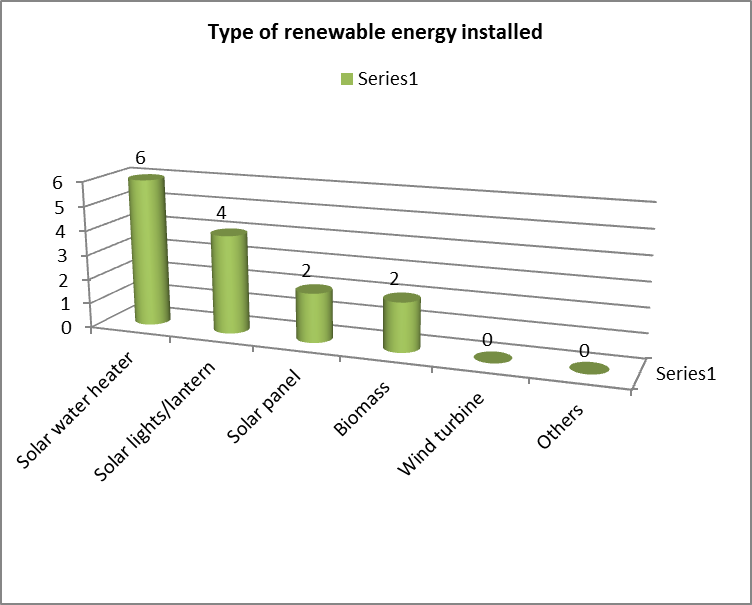 Type of renewable energy installed
Series1
6
5
4
3
2
1
0
6
4
2
2
0
0
Solar water heater
Solar lights/lantern
Solar panel
Biomass
Wind turbine
Others
Series1